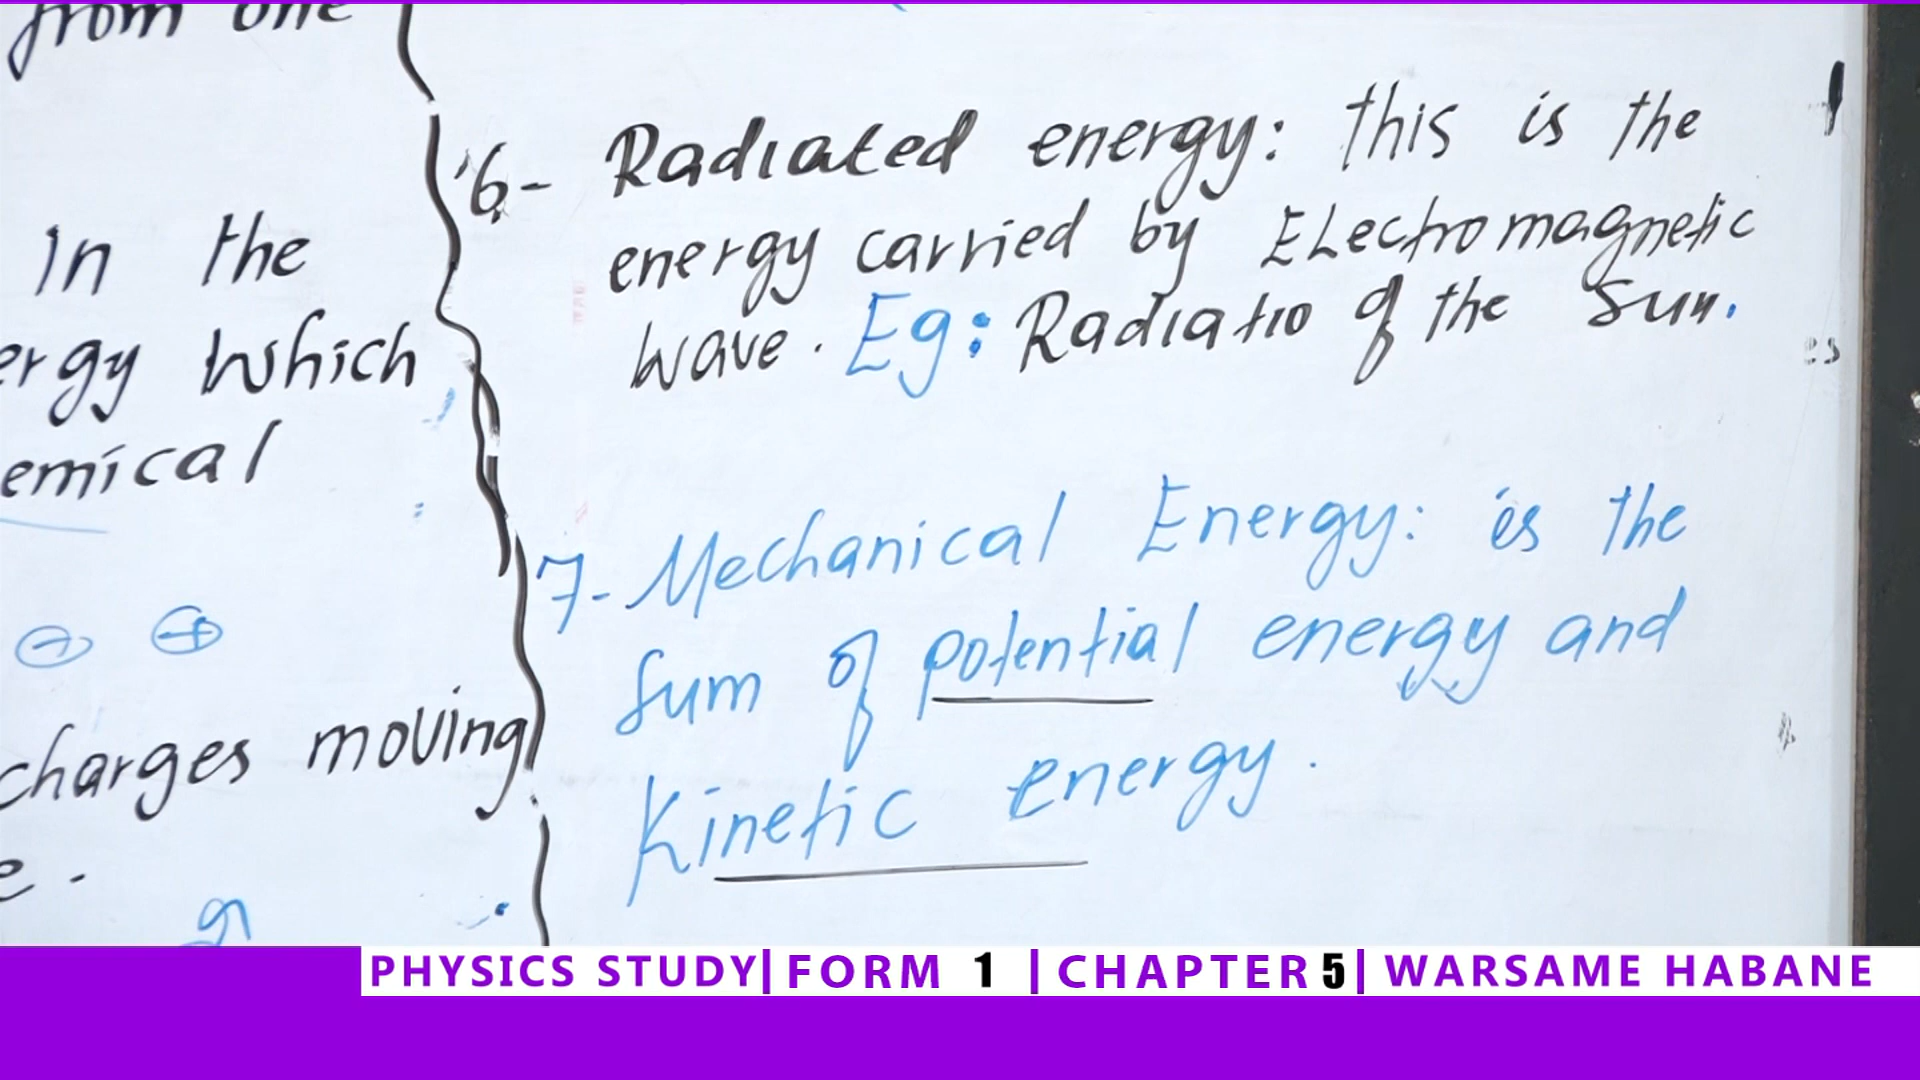 from one
In the
ergy which
emical
charges moving
e.
6- Radiated energy: this is the
energy carried by Electromagnetic
wave. Eg: Radiatio of the Sun.
7- Mechanical Energy: is the
sum of potential energy and
Kinetic energy.
PHYSICS STUDY| FORM 1 | CHAPTER 5| WARSAME HABANE